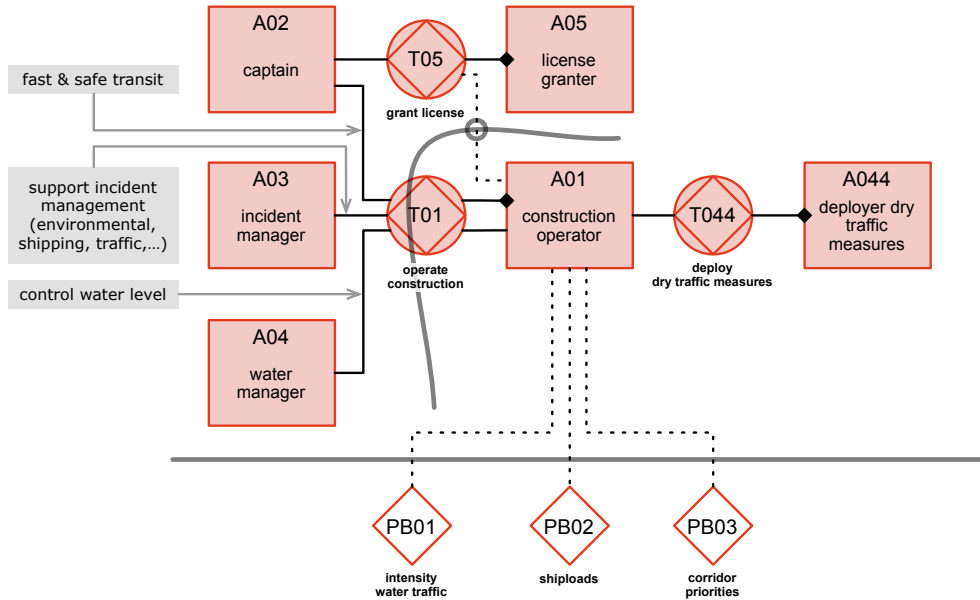 A02
captain
T05
grant license
A05
license
granter
fast & safe transit
support incident
management
(environmental,
shipping, traffic,...)
control water level
A03
incident
manager
T01
operate
construction
A01
construction
operator
T044
deploy
dry traffic measures
A044
deployer dry
traffic
measures
A04
water
manager
PB01
intensity
water traffic
PB02
shiploads
PB03
corridor
priorities